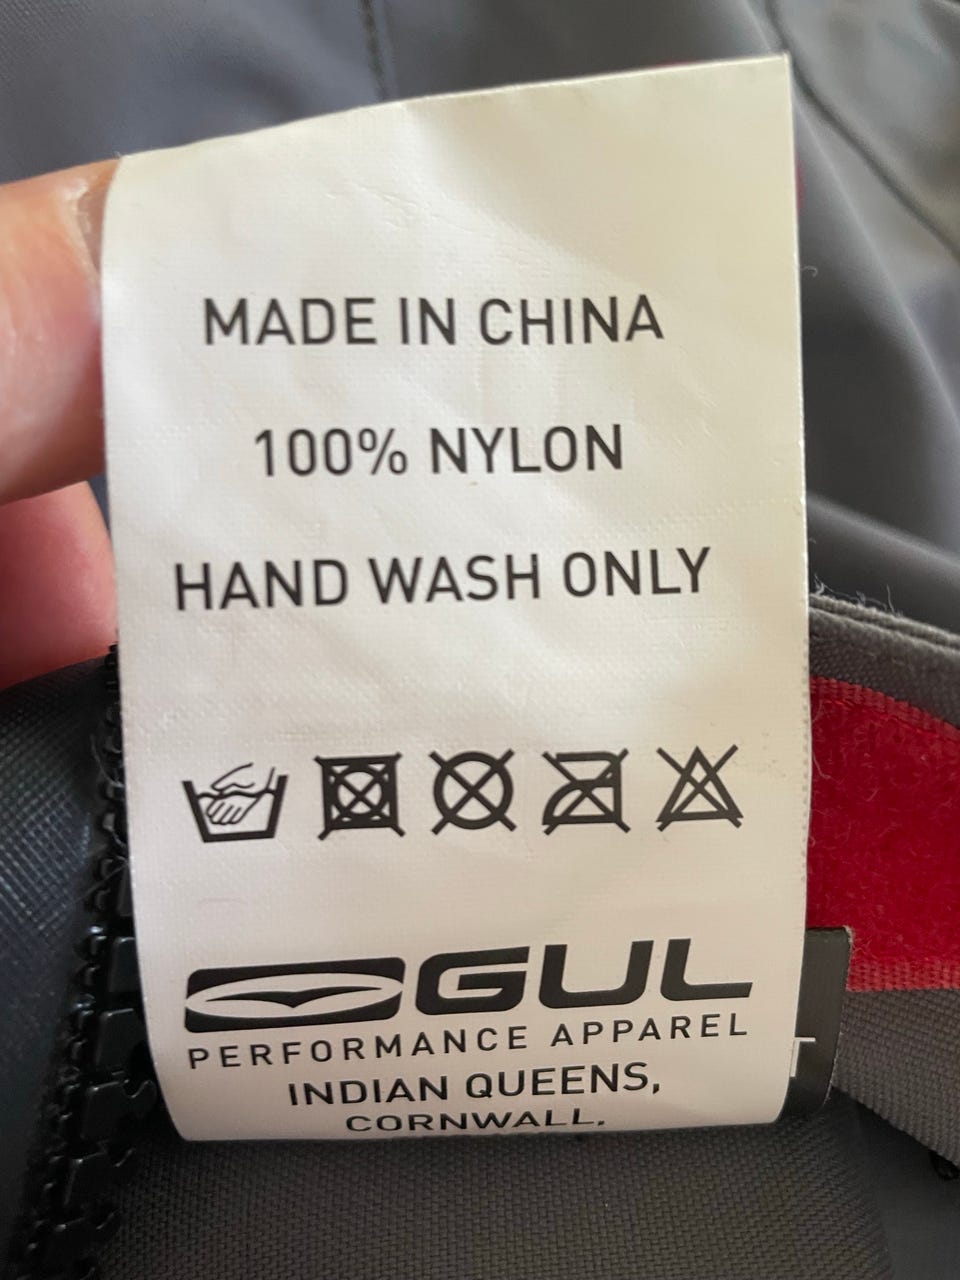 MADE IN CHINA
100% NYLON
HAND WASH ONLY
GUL
PERFORMANCE APPAREL
INDIAN QUEENS,
CORNWALL,
T